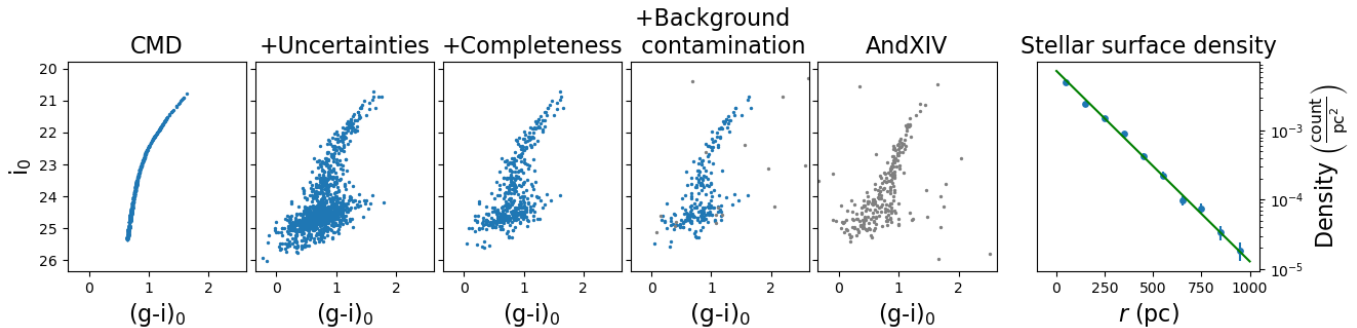 CMD
+Uncertainties
+Completeness
+Background
contamination
AndXIV
Stellar surface density
i₀
20
21
22
23
24
25
26
0 1 2
0 1 2
0 1 2
0 1 2
0 1 2
0 250 500 750 1000
10⁻³
10⁻⁴
10⁻⁵
Density (count/pc²)
(g-i)₀
(g-i)₀
(g-i)₀
(g-i)₀
(g-i)₀
r (pc)